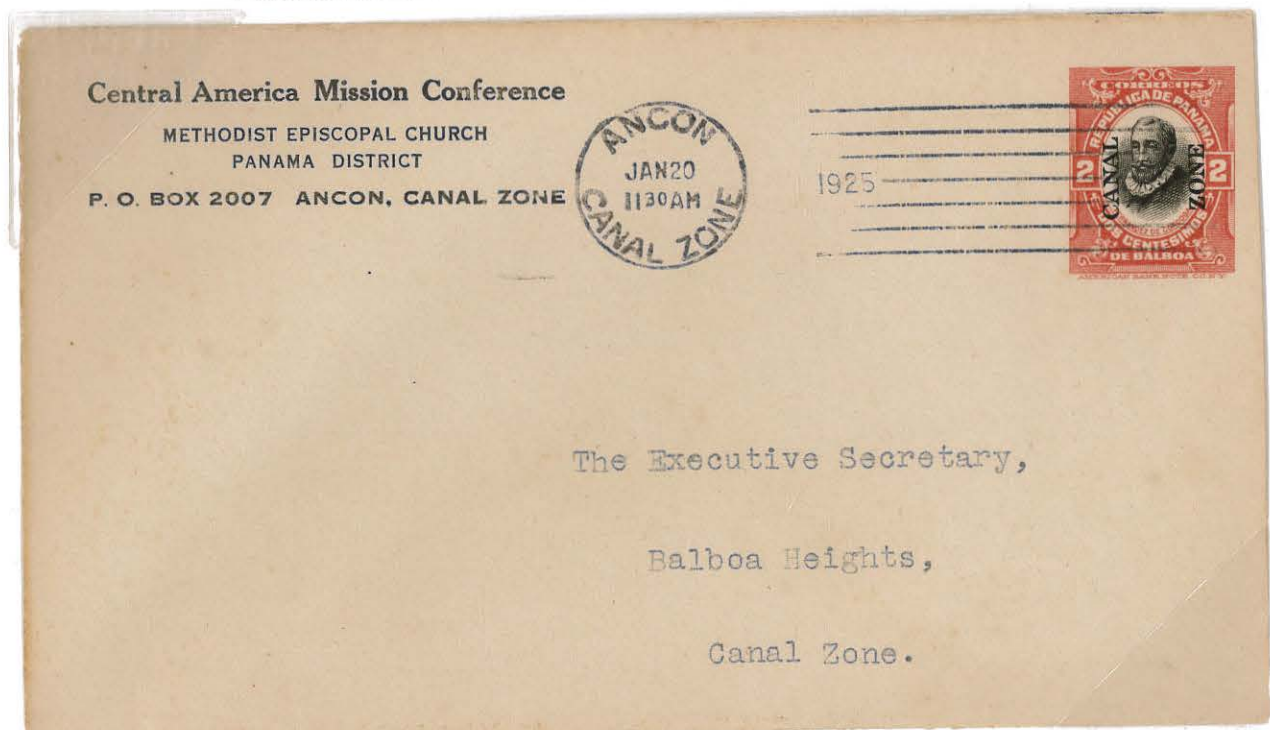 Central America Mission Conference
METHODIST EPISCOPAL CHURCH
PANAMA DISTRICT
P. O. BOX 2007 ANCON, CANAL ZONE
ANCON
JAN 20
1130AM
CANAL ZONE
1925
CORREOS
REPUBLICA DE PANAMA
CANAL ZONE
2 2
DOS CENTESIMOS
DE BALBOA
The Executive Secretary,
Balboa Heights,
Canal Zone.